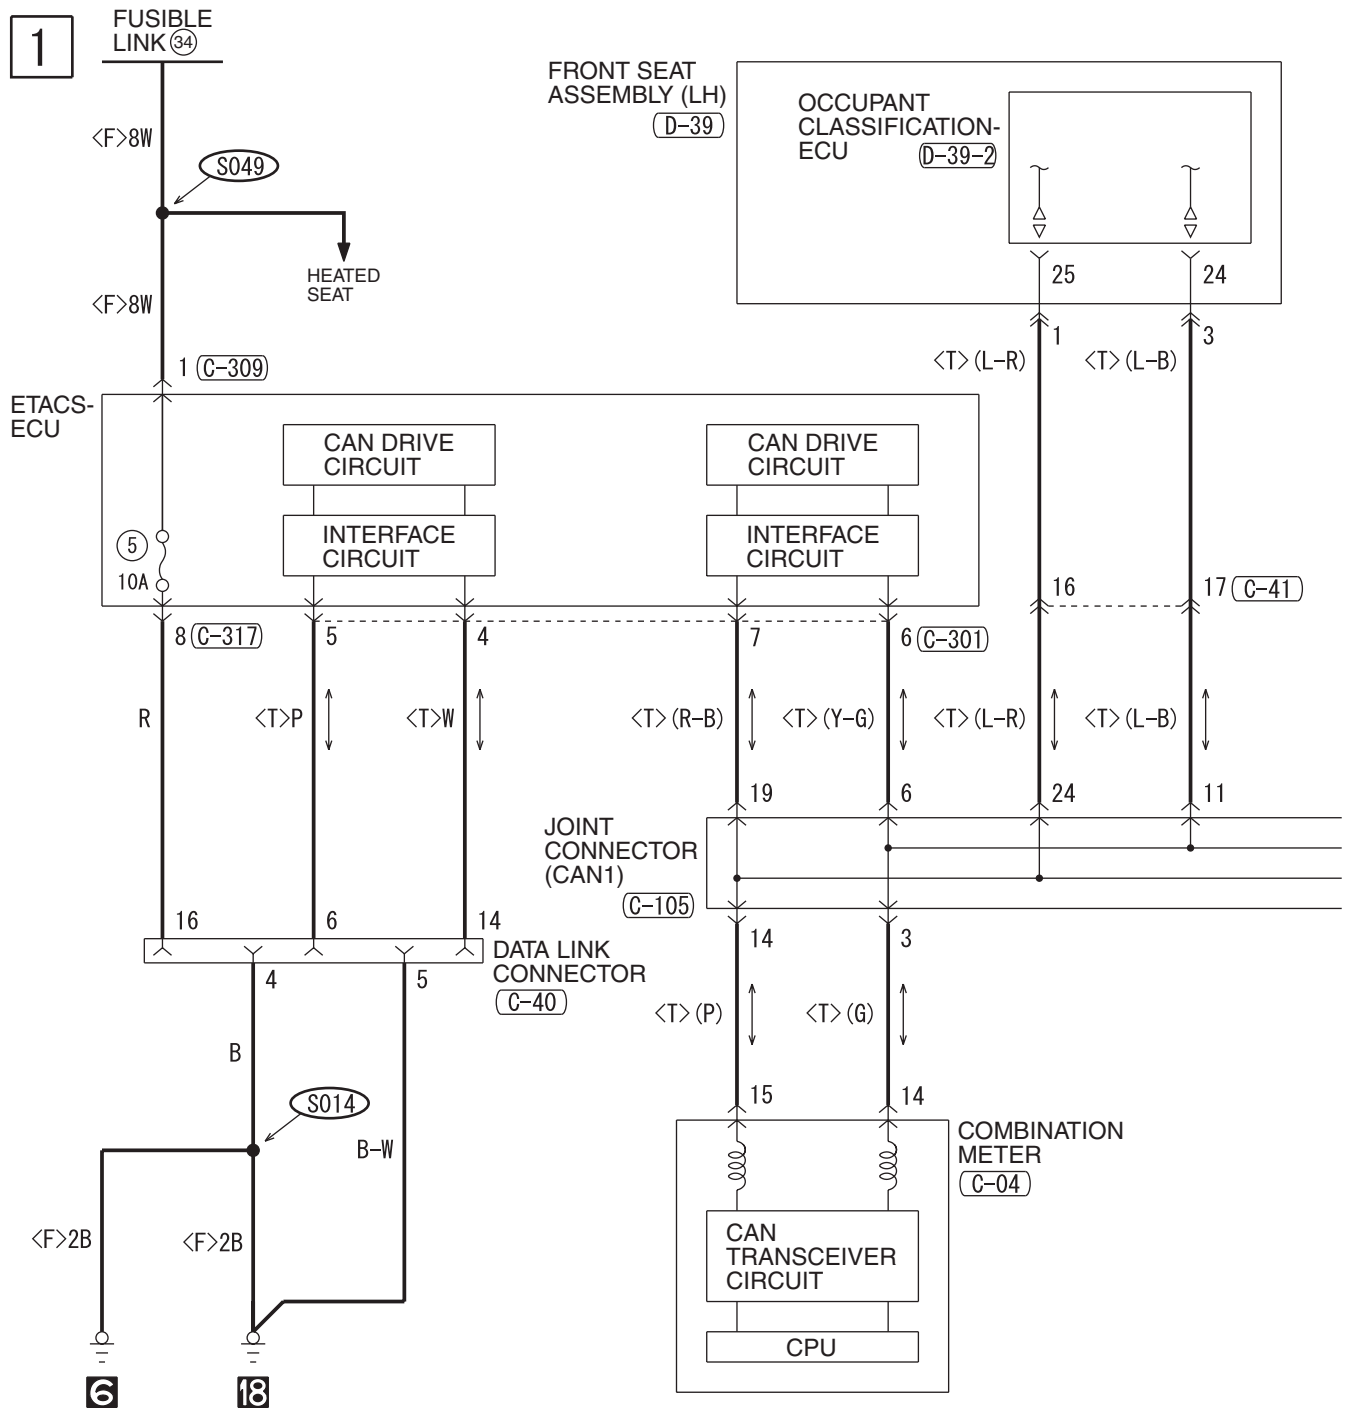 1
FUSIBLE
LINK 34
<F>8W
S049
HEATED
SEAT
<F>8W
1 C-309
FRONT SEAT
ASSEMBLY (LH)
D-39
OCCUPANT
CLASSIFICATION-
ECU
D-39-2
25
24
1
3
<T>(L-R)
<T>(L-B)
ETACS-
ECU
CAN DRIVE
CIRCUIT
INTERFACE
CIRCUIT
CAN DRIVE
CIRCUIT
INTERFACE
CIRCUIT
5
10A
16
17 C-41
8 C-317
5
4
7
6 C-301
R
<T>P
<T>W
<T>(R-B)
<T>(Y-G)
<T>(L-R)
<T>(L-B)
19
6
24
11
JOINT
CONNECTOR
(CAN1)
C-105
16
6
14
DATA LINK
CONNECTOR
C-40
4
5
14
3
<T>(P)
<T>(G)
B
S014
B-W
<F>2B
<F>2B
15
14
COMBINATION
METER
C-04
CAN
TRANSCEIVER
CIRCUIT
CPU
6
18